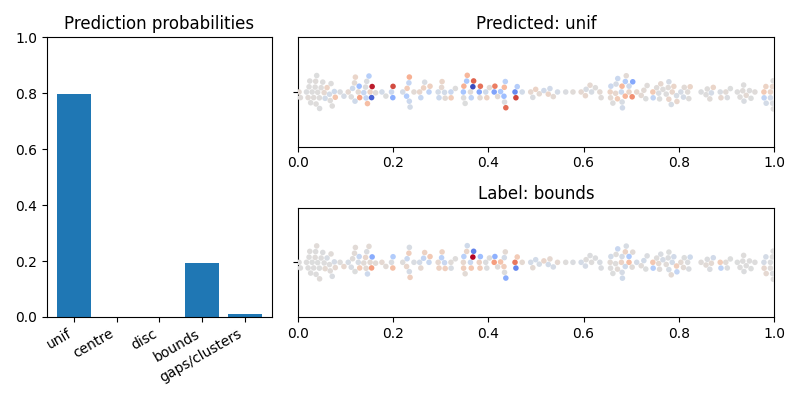 Prediction probabilities
1.0
0.8
0.6
0.4
0.2
0.0
unif
centre
disc
bounds
gaps/clusters
Predicted: unif
0.0 0.2 0.4 0.6 0.8 1.0
Label: bounds
0.0 0.2 0.4 0.6 0.8 1.0